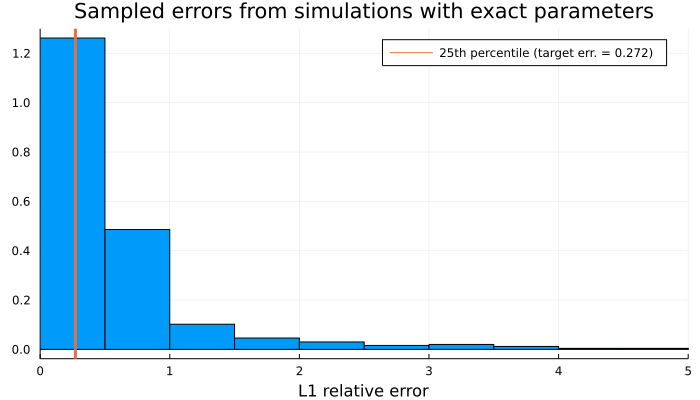 Sampled errors from simulations with exact parameters
25th percentile (target err. = 0.272)
1.2
1.0
0.8
0.6
0.4
0.2
0.0
0 1 2 3 4 5
L1 relative error